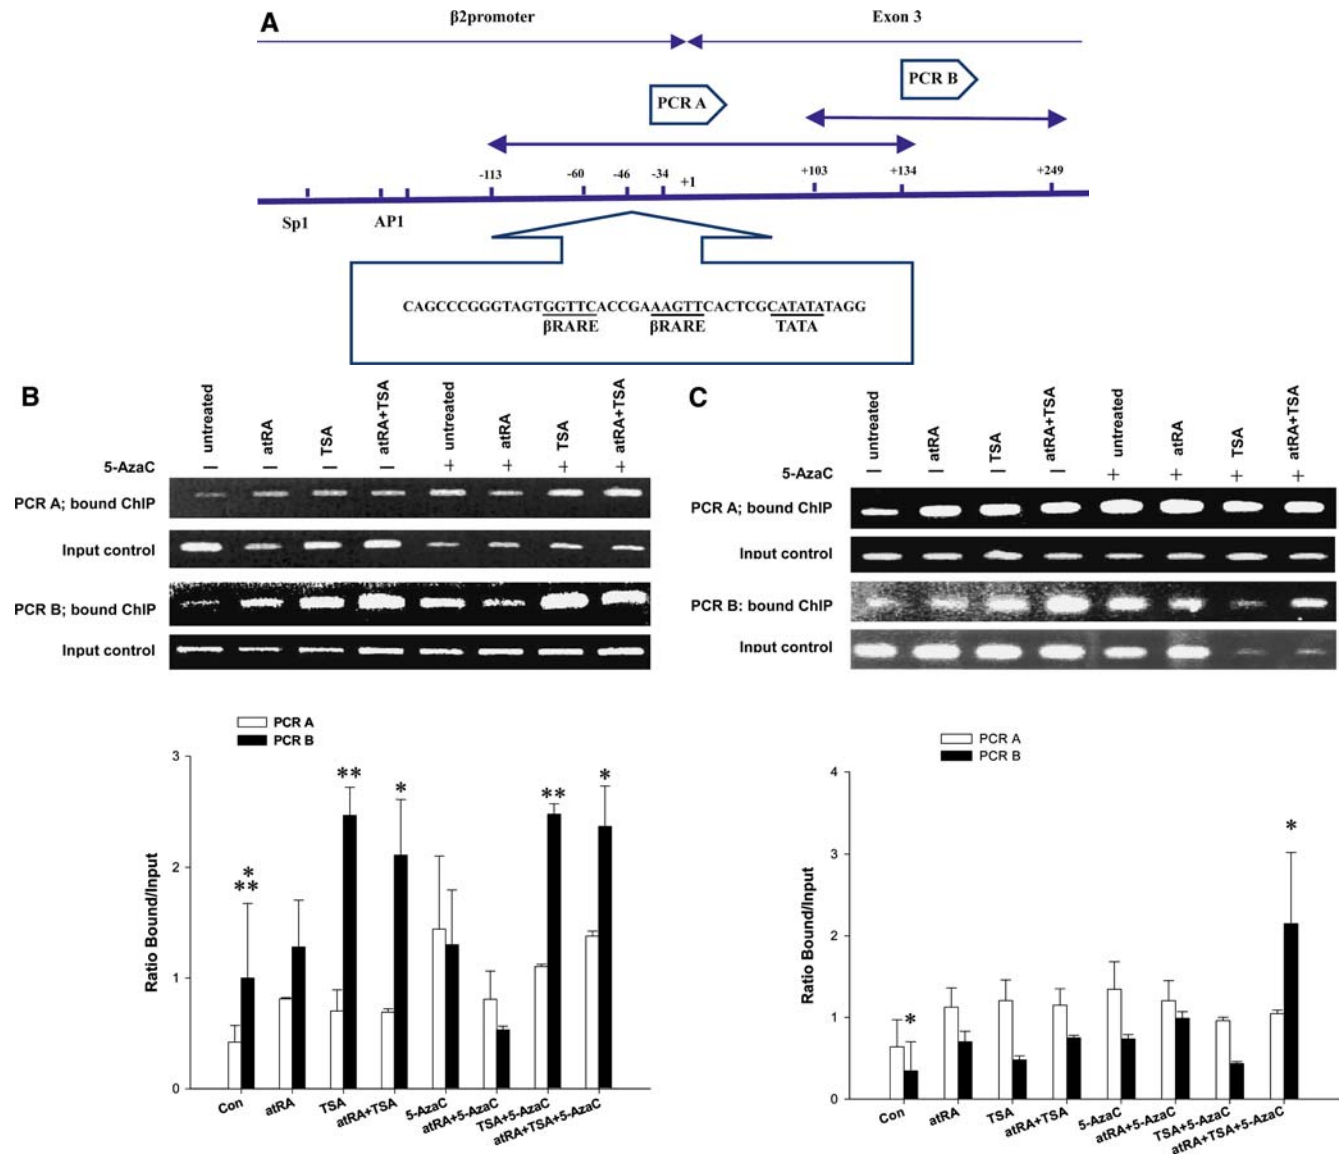 A
β2promoter
Exon 3
PCR B
PCR A
-113
-60
-46
-34
+1
+103
+134
+249
Sp1
AP1
CAGCCCGGGTAGTGGTTCACCGAAAGTTCACTCGCATATATAGG
βRARE
βRARE
TATA
B
untreated
atRA
TSA
atRA+TSA
untreated
atRA
TSA
atRA+TSA
5-AzaC
− − − − + + + +
PCR A; bound ChIP
Input control
PCR B; bound ChIP
Input control
PCR A
PCR B
Ratio Bound/Input
3
2
1
0
*
**
**
*
**
*
Con
atRA
TSA
atRA+TSA
5-AzaC
atRA+5-AzaC
TSA+5-AzaC
atRA+TSA+5-AzaC
C
untreated
atRA
TSA
atRA+TSA
untreated
atRA
TSA
atRA+TSA
5-AzaC
− − − − + + + +
PCR A; bound ChIP
Input control
PCR B: bound ChIP
Input control
PCR A
PCR B
Ratio Bound/Input
4
3
2
1
0
*
*
Con
atRA
TSA
atRA+TSA
5-AzaC
atRA+5-AzaC
TSA+5-AzaC
atRA+TSA+5-AzaC